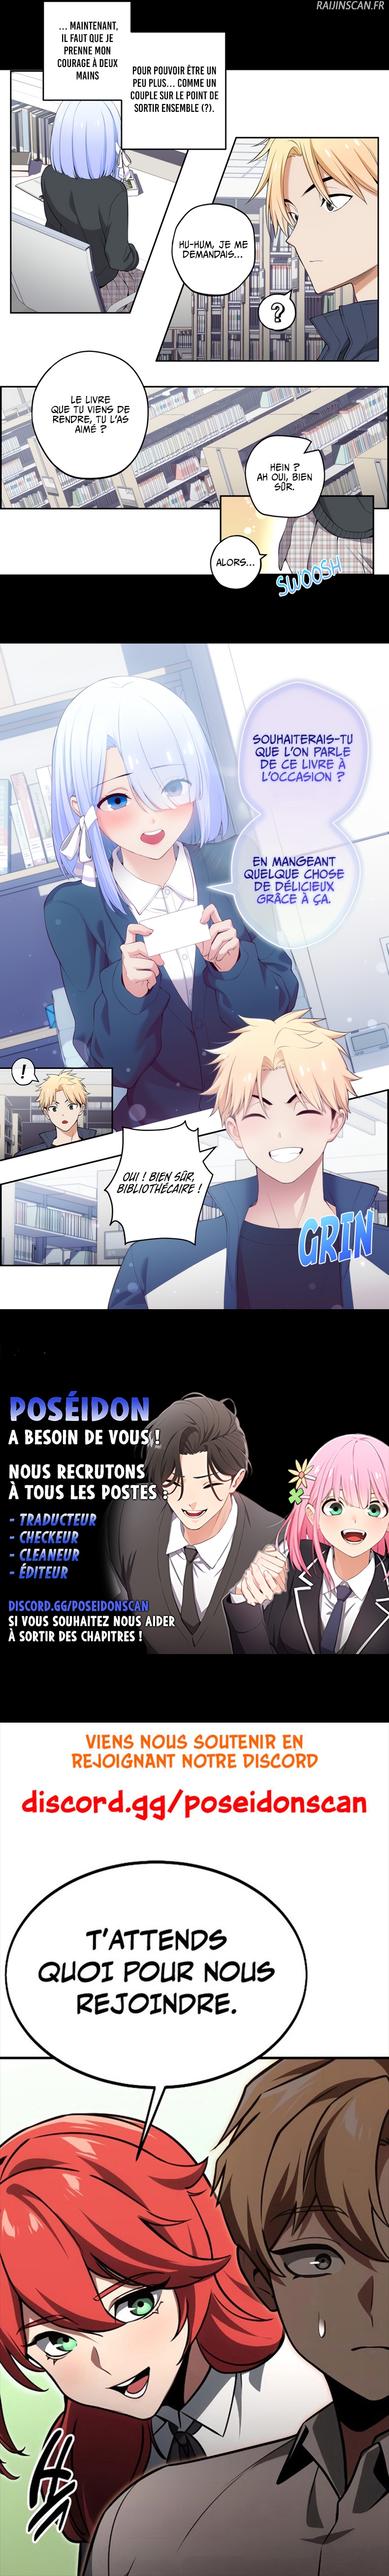 RAIJINSCAN.FR
... MAINTENANT,
IL FAUT QUE JE
PRENNE MON
COURAGE À DEUX
MAINS
POUR POUVOIR ÊTRE UN
PEU PLUS... COMME UN
COUPLE SUR LE POINT DE
SORTIR ENSEMBLE (?).
HU-HUM, JE ME
DEMANDAIS...
?
LE LIVRE
QUE TU VIENS DE
RENDRE, TU L'AS
AIMÉ ?
HEIN ?
AH OUI, BIEN
SÛR.
ALORS...
SWOOSH
SOUHAITERAIS-TU
QUE L'ON PARLE
DE CE LIVRE À
L'OCCASION ?
EN MANGEANT
QUELQUE CHOSE
DE DÉLICIEUX
GRÂCE À ÇA.
!
OUI ! BIEN SÛR,
BIBLIOTHÉCAIRE !
GRIN
POSÉIDON
A BESOIN DE VOUS !
NOUS RECRUTONS
À TOUS LES POSTES :
- TRADUCTEUR
- CHECKEUR
- CLEANEUR
- ÉDITEUR
DISCORD.GG/POSEIDONSCAN
SI VOUS SOUHAITEZ NOUS AIDER
À SORTIR DES CHAPITRES !
VIENS NOUS SOUTENIR EN
REJOIGNANT NOTRE DISCORD
discord.gg/poseidonscan
T'ATTENDS
QUOI POUR NOUS
REJOINDRE.